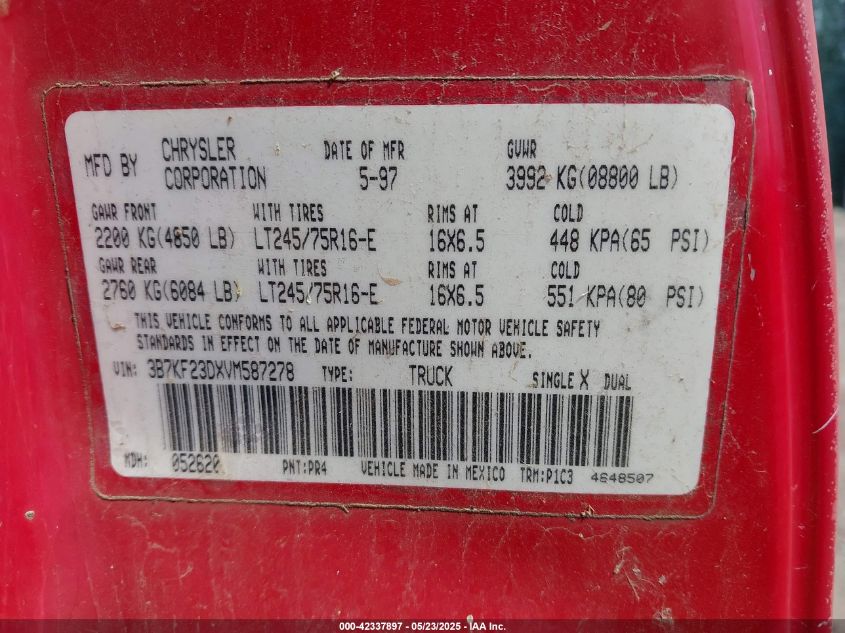 MFD BY CHRYSLER CORPORATION DATE OF MFR 5-97 GVWR 3992 KG(08800 LB)
GAWR FRONT WITH TIRES RIMS AT COLD
2200 KG(4850 LB) LT245/75R16-E 16X6.5 448 KPA(65 PSI)
GAWR REAR WITH TIRES RIMS AT COLD
2760 KG(6084 LB) LT245/75R16-E 16X6.5 551 KPA(80 PSI)
THIS VEHICLE CONFORMS TO ALL APPLICABLE FEDERAL MOTOR VEHICLE SAFETY
STANDARDS IN EFFECT ON THE DATE OF MANUFACTURE SHOWN ABOVE.
VIN: 3B7KF23DXVM587278 TYPE: TRUCK SINGLE X DUAL
MDH: 052620 PNT:PR4 VEHICLE MADE IN MEXICO TRM:P1C3 4648507
000-42337897 - 05/23/2025 - IAA Inc.